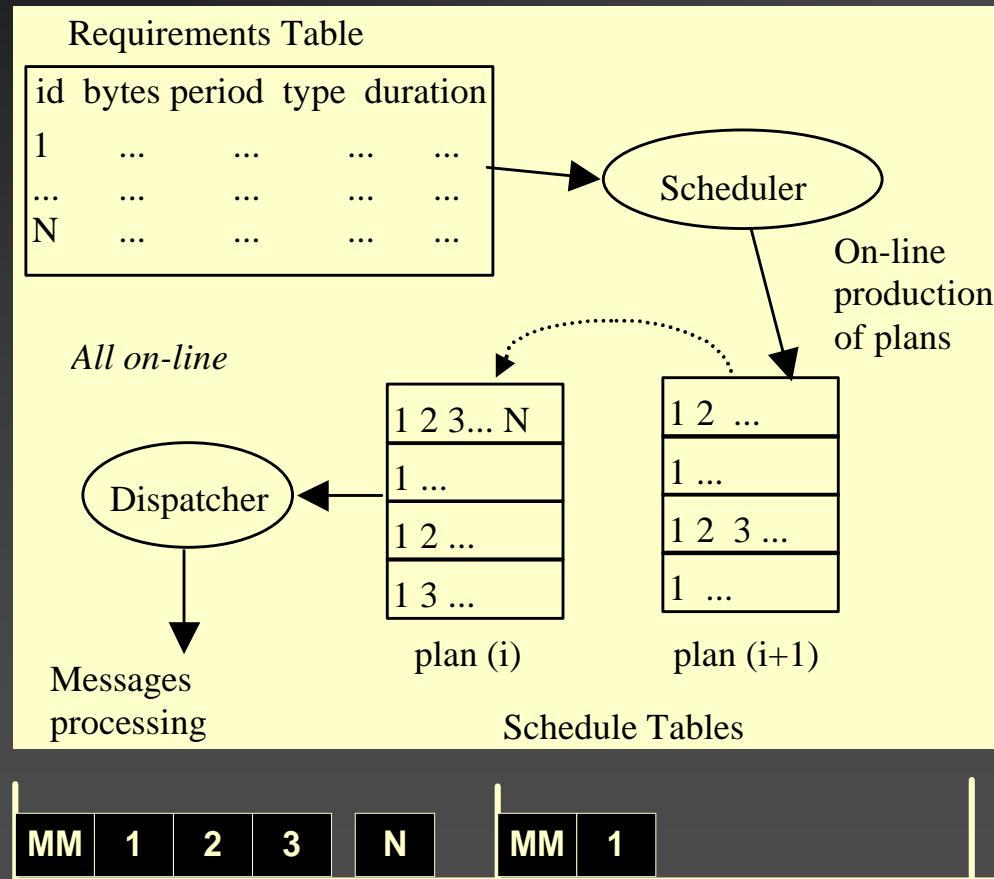 Requirements Table
id bytes period type duration
1 ... ... ... ...
... ... ... ... ...
N ... ... ... ...
Scheduler
On-line
production
of plans
All on-line
1 2 3... N
1 ...
1 2 ...
1 3 ...
plan (i)
1 2 ...
1 ...
1 2 3 ...
1 ...
plan (i+1)
Dispatcher
Messages
processing
Schedule Tables
MM 1 2 3 N MM 1